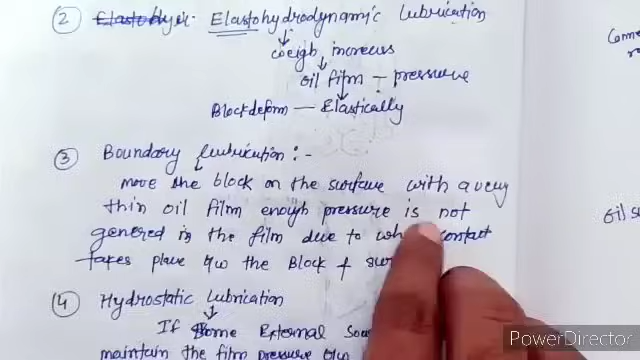 ② Elastohydrodynamic lubrication
weigh increases
oil film - pressure
Block deform - Elastically
③ Boundary lubrication :-
move the block on the surface with a very
thin oil film enough pressure is not
genered in the film due to contact
takes place b/w the Block &
④ Hydrostatic lubrication
If some External
maintain the film pressure
oil
PowerDirector